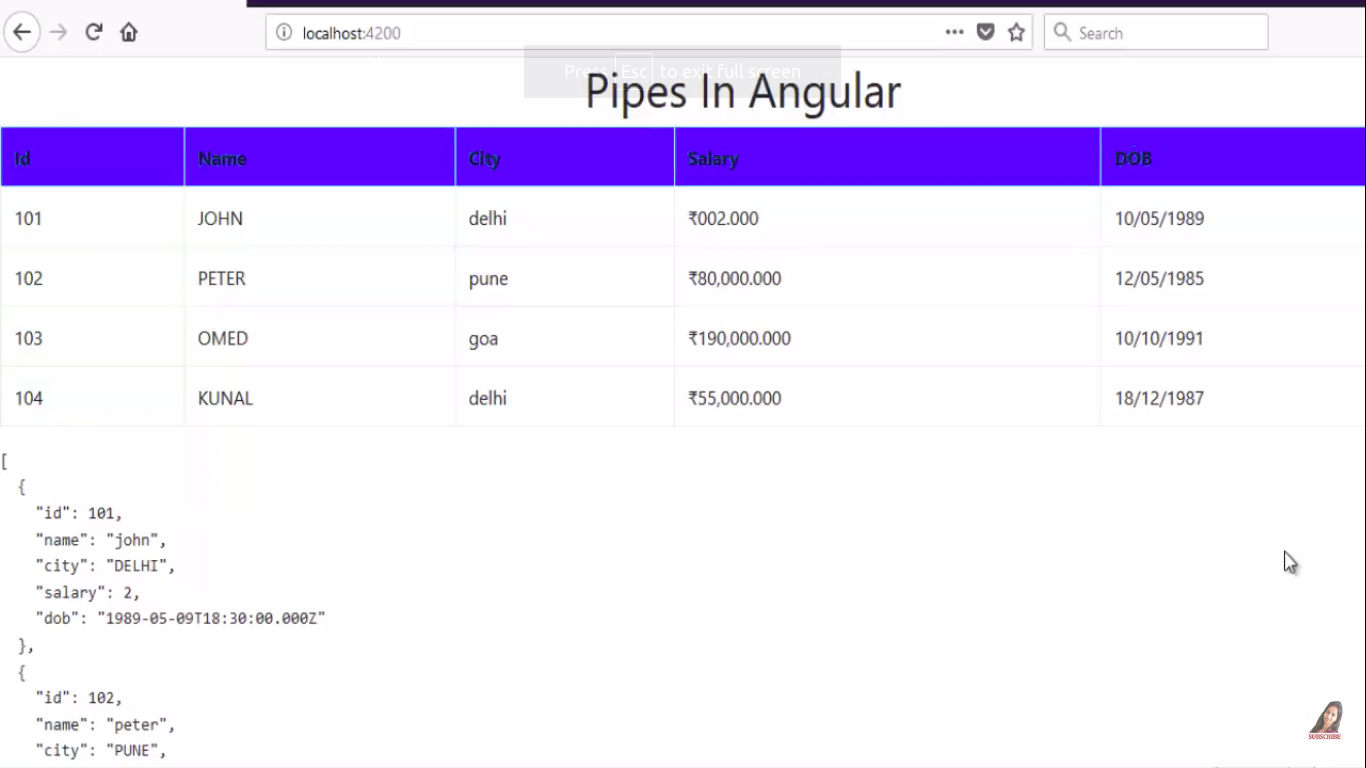 localhost:4200
Search
Press Esc to exit full screen
Pipes In Angular
Id Name City Salary DOB
101 JOHN delhi ₹002.000 10/05/1989
102 PETER pune ₹80,000.000 12/05/1985
103 OMED goa ₹190,000.000 10/10/1991
104 KUNAL delhi ₹55,000.000 18/12/1987
[
{
"id": 101,
"name": "john",
"city": "DELHI",
"salary": 2,
"dob": "1989-05-09T18:30:00.000Z"
},
{
"id": 102,
"name": "peter",
"city": "PUNE",
SUBSCRIBE